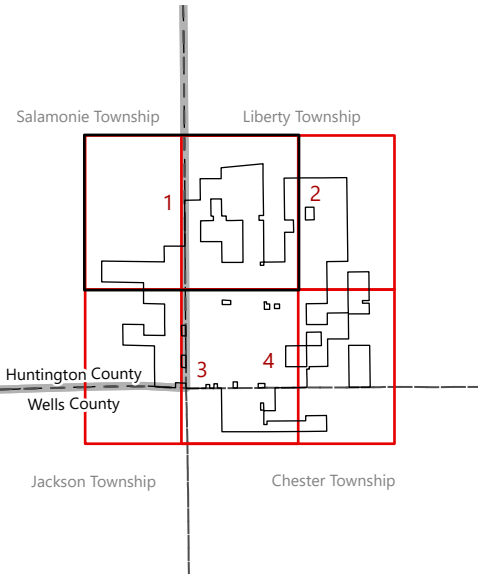 Salamonie Township
Liberty Township
1
2
3
4
Huntington County
Wells County
Jackson Township
Chester Township